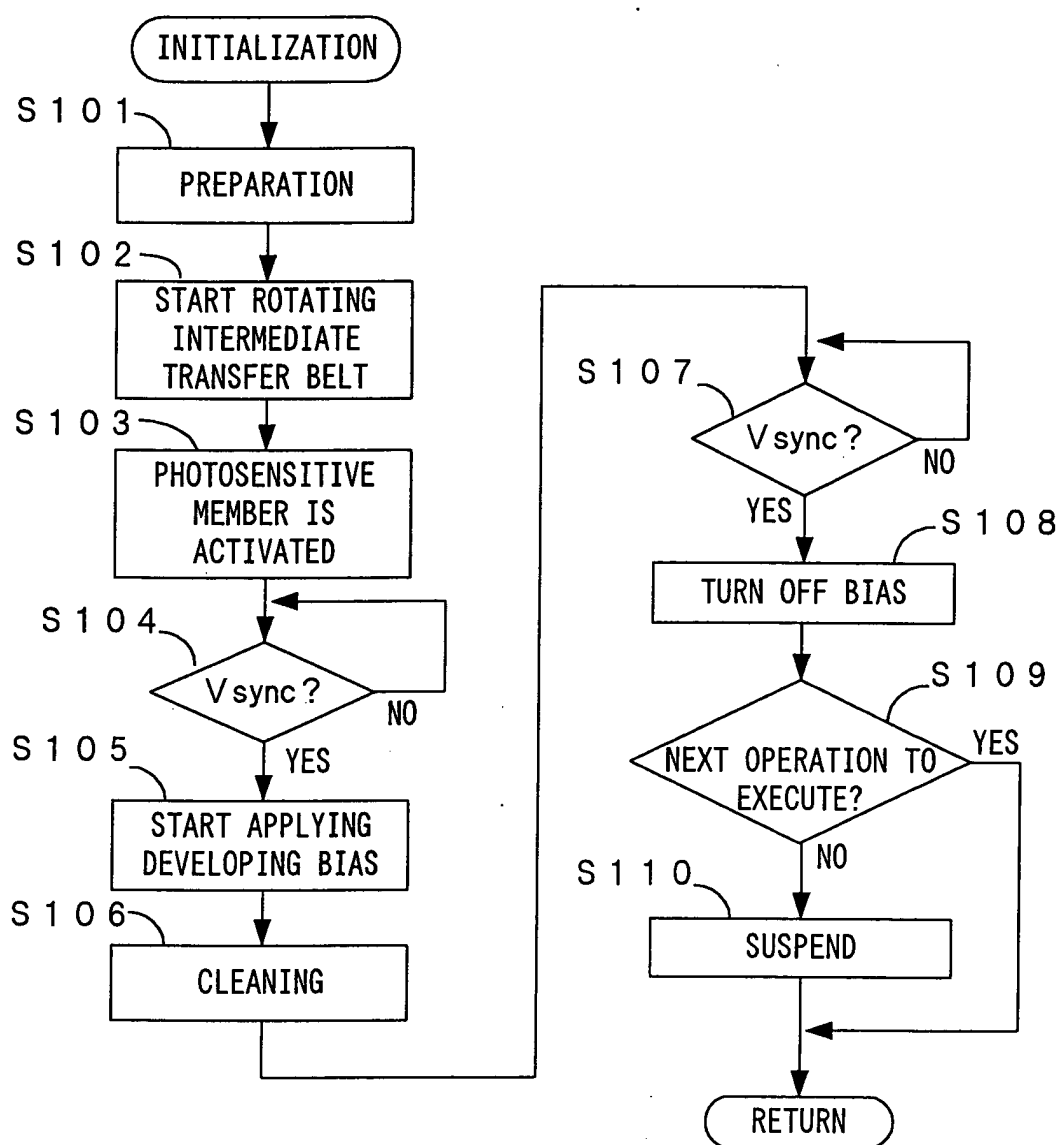 INITIALIZATION
S101
PREPARATION
S102
START ROTATING
INTERMEDIATE
TRANSFER BELT
S103
PHOTOSENSITIVE
MEMBER IS
ACTIVATED
S104
Vsync?
NO
YES
S105
START APPLYING
DEVELOPING BIAS
S106
CLEANING
S107
Vsync?
NO
YES
S108
TURN OFF BIAS
S109
NEXT OPERATION TO
EXECUTE?
YES
NO
S110
SUSPEND
RETURN